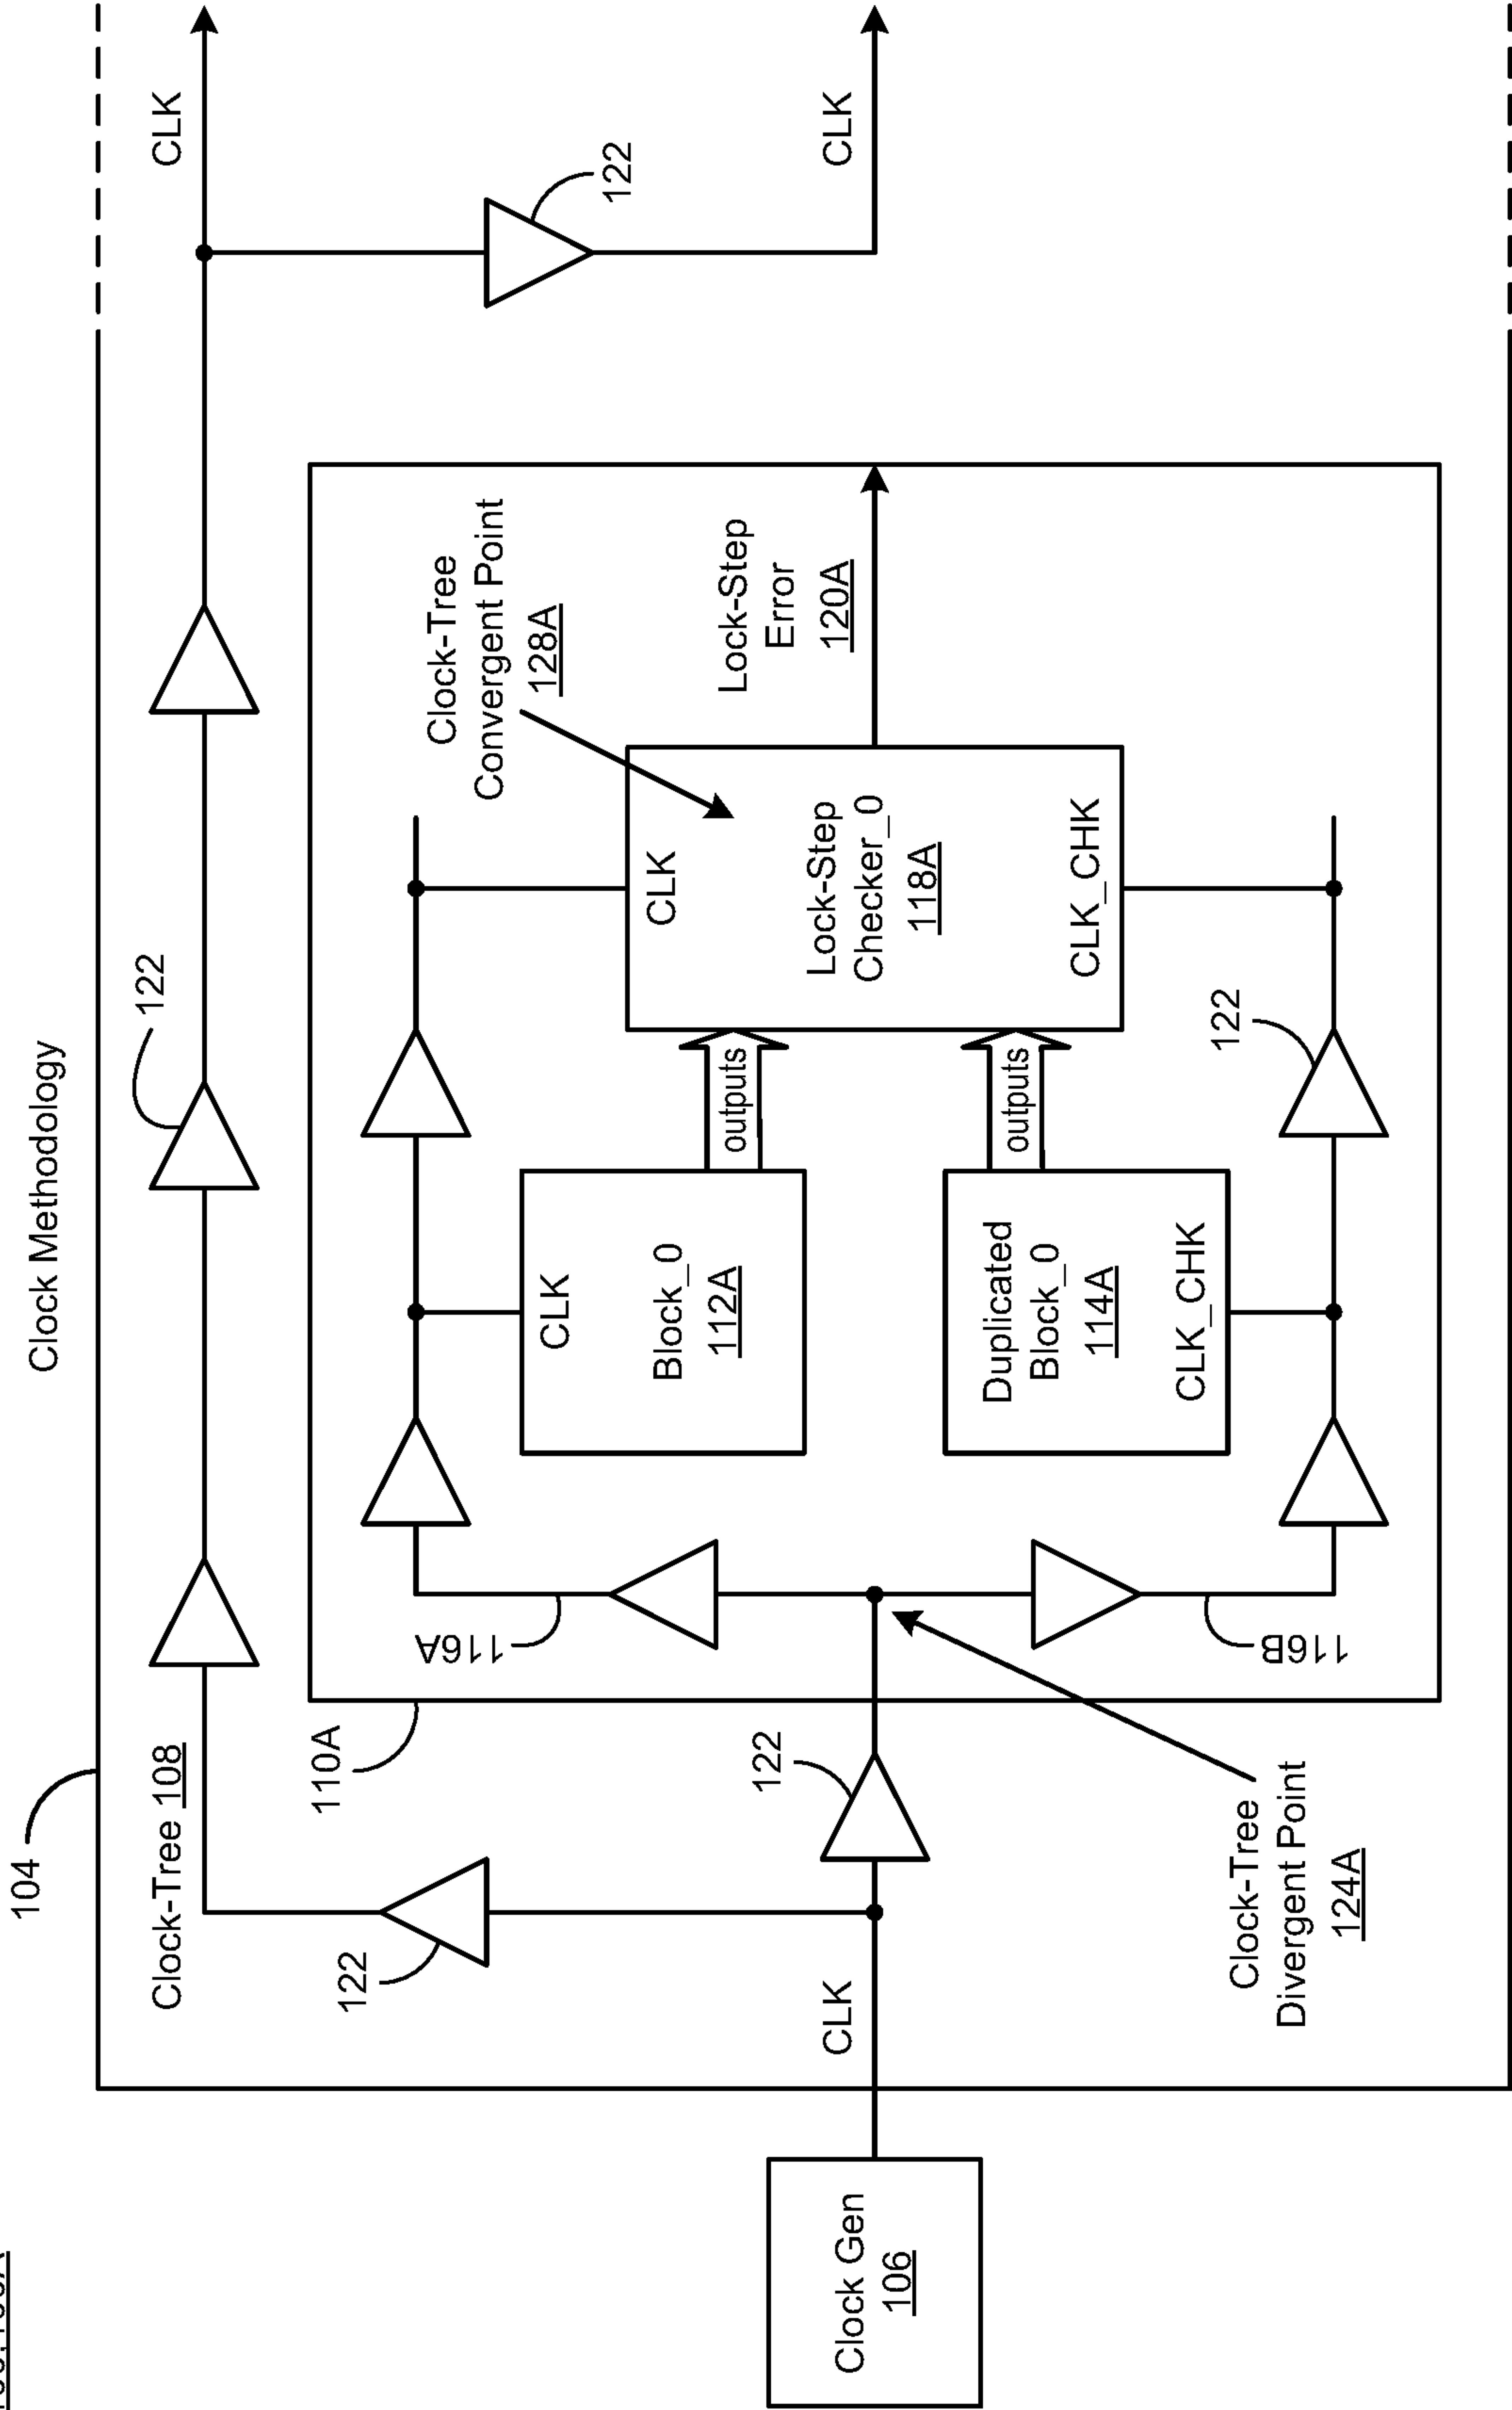 Clock Methodology
104
Clock-Tree 108
122
122
CLK
122
CLK
110A
116A
CLK
Block_0
112A
outputs
CLK
Clock-Tree
Convergent Point
128A
Lock-Step
Checker_0
118A
CLK_CHK
Lock-Step
Error
120A
Clock Gen
106
CLK
122
Duplicated
Block_0
114A
CLK_CHK
outputs
122
116B
Clock-Tree
Divergent Point
124A